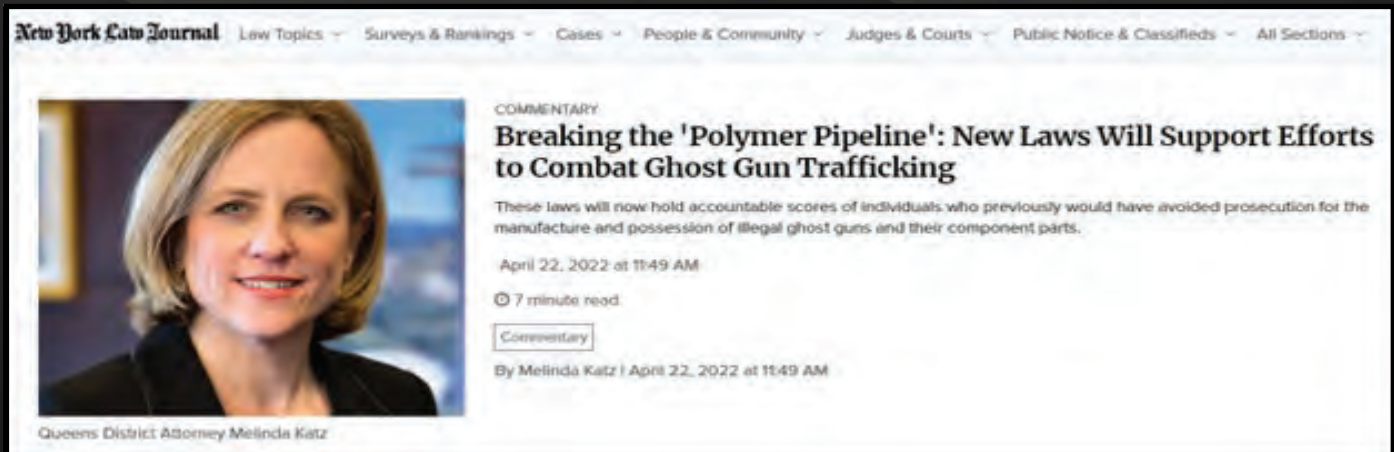 New York Law Journal Law Topics Surveys & Rankings Cases People & Community Judges & Courts Public Notice & Classifieds All Sections
COMMENTARY
Breaking the 'Polymer Pipeline': New Laws Will Support Efforts
to Combat Ghost Gun Trafficking
These laws will now hold accountable scores of individuals who previously would have avoided prosecution for the
manufacture and possession of illegal ghost guns and their component parts.
April 22, 2022 at 11:49 AM
7 minute read
Commentary
By Melinda Katz | April 22, 2022 at 11:49 AM
Queens District Attorney Melinda Katz